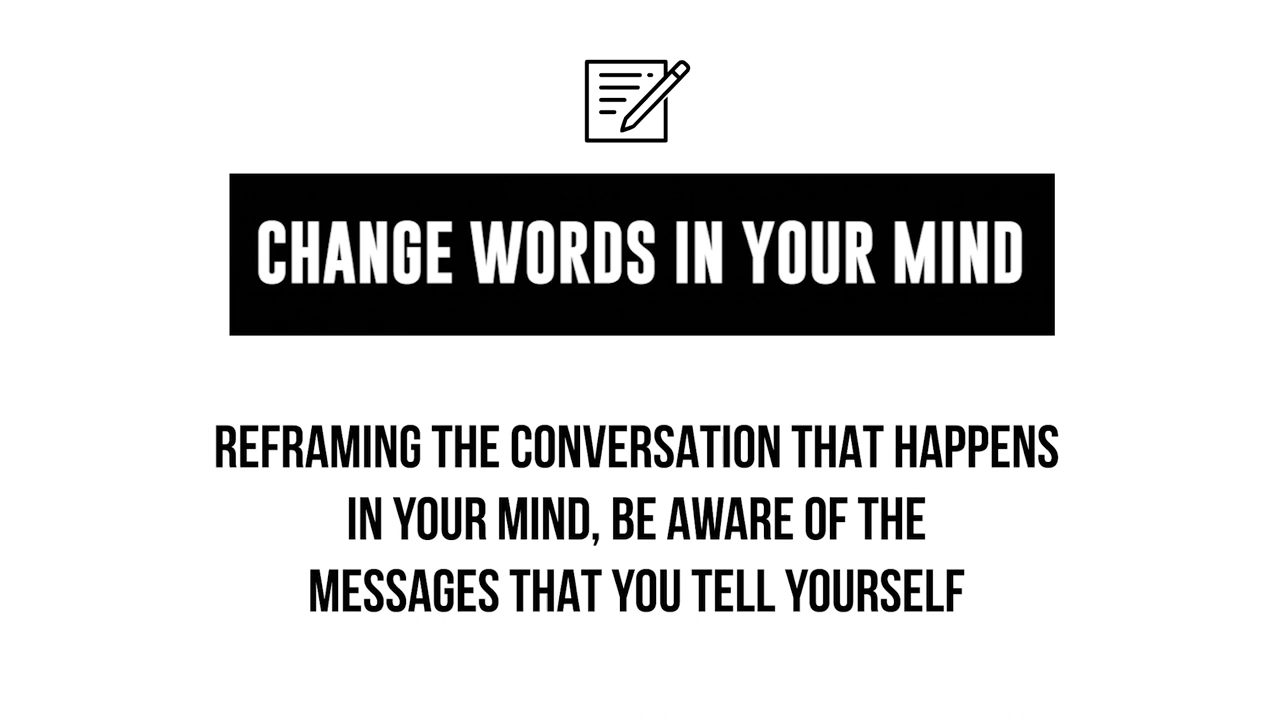 CHANGE WORDS IN YOUR MIND
REFRAMING THE CONVERSATION THAT HAPPENS
IN YOUR MIND, BE AWARE OF THE
MESSAGES THAT YOU TELL YOURSELF